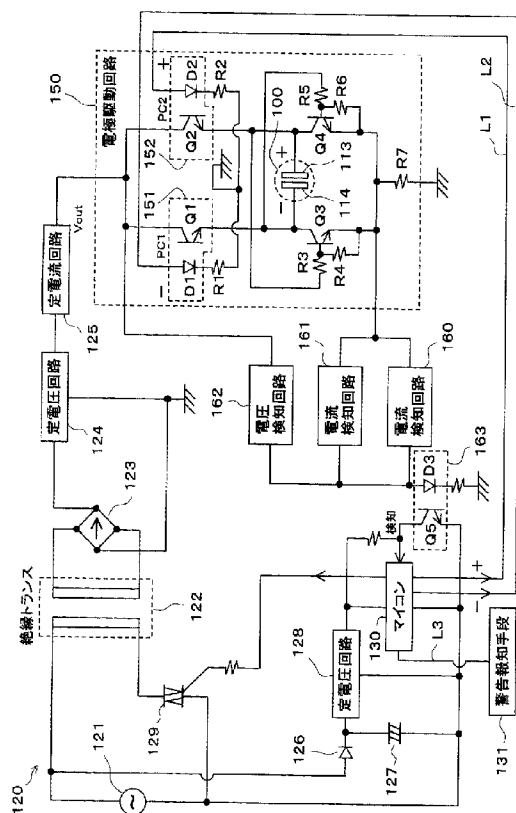 120
121
絶縁トランス
122
123
定電圧回路
124
定電流回路
125
Vout
150
電極駆動回路
151
152
PC1
PC2
−
+
D1
Q1
Q2
D2
R1
R2
100
−
+
114
113
R3
R4
Q3
Q4
R5
R6
R7
162
電圧
検知回路
161
電流
検知回路
160
電流
検知回路
163
D3
Q5
検知
129
126
127
128
定電圧回路
130
マイコン
−
+
L1
L2
L3
131
警告報知手段